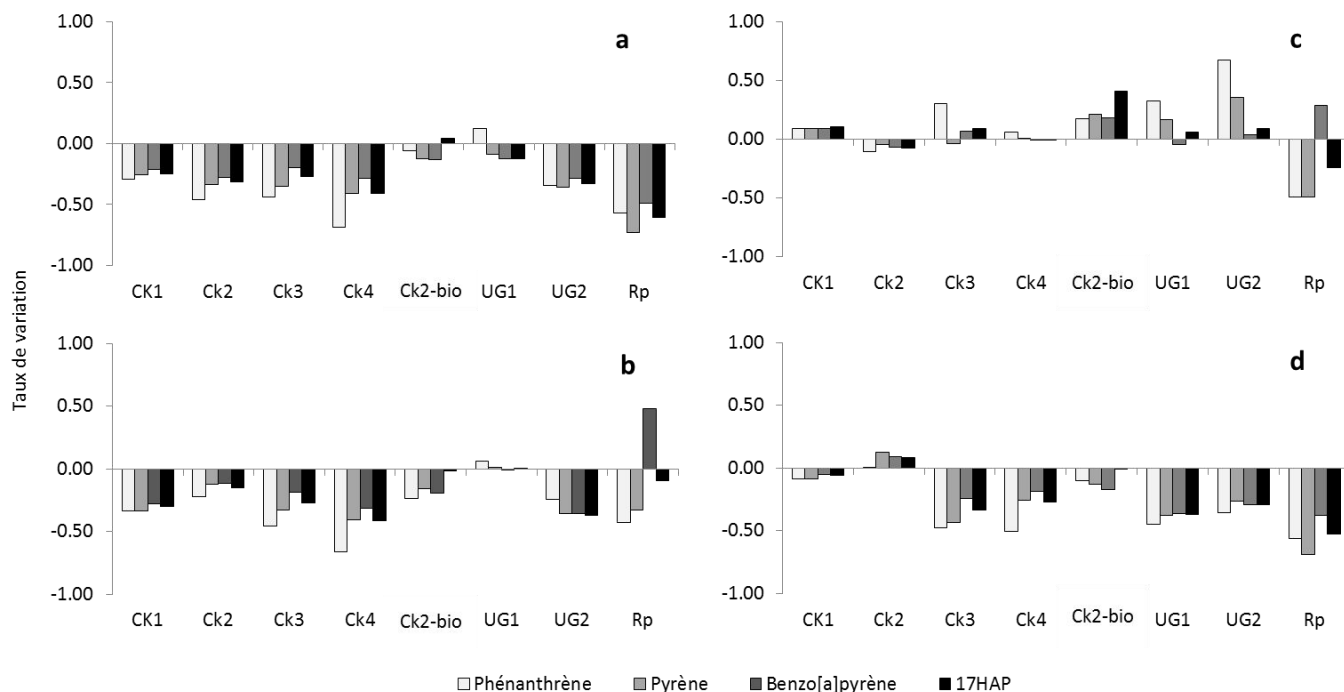 Taux de variation
a
1.00
0.50
0.00
-0.50
-1.00
CK1 Ck2 Ck3 Ck4 Ck2-bio UG1 UG2 Rp
b
1.00
0.50
0.00
-0.50
-1.00
CK1 Ck2 Ck3 Ck4 Ck2-bio UG1 UG2 Rp
c
1.00
0.50
0.00
-0.50
-1.00
CK1 Ck2 Ck3 Ck4 Ck2-bio UG1 UG2 Rp
d
1.00
0.50
0.00
-0.50
-1.00
CK1 Ck2 Ck3 Ck4 Ck2-bio UG1 UG2 Rp
Phénanthrène Pyrène Benzo[a]pyrène 17HAP